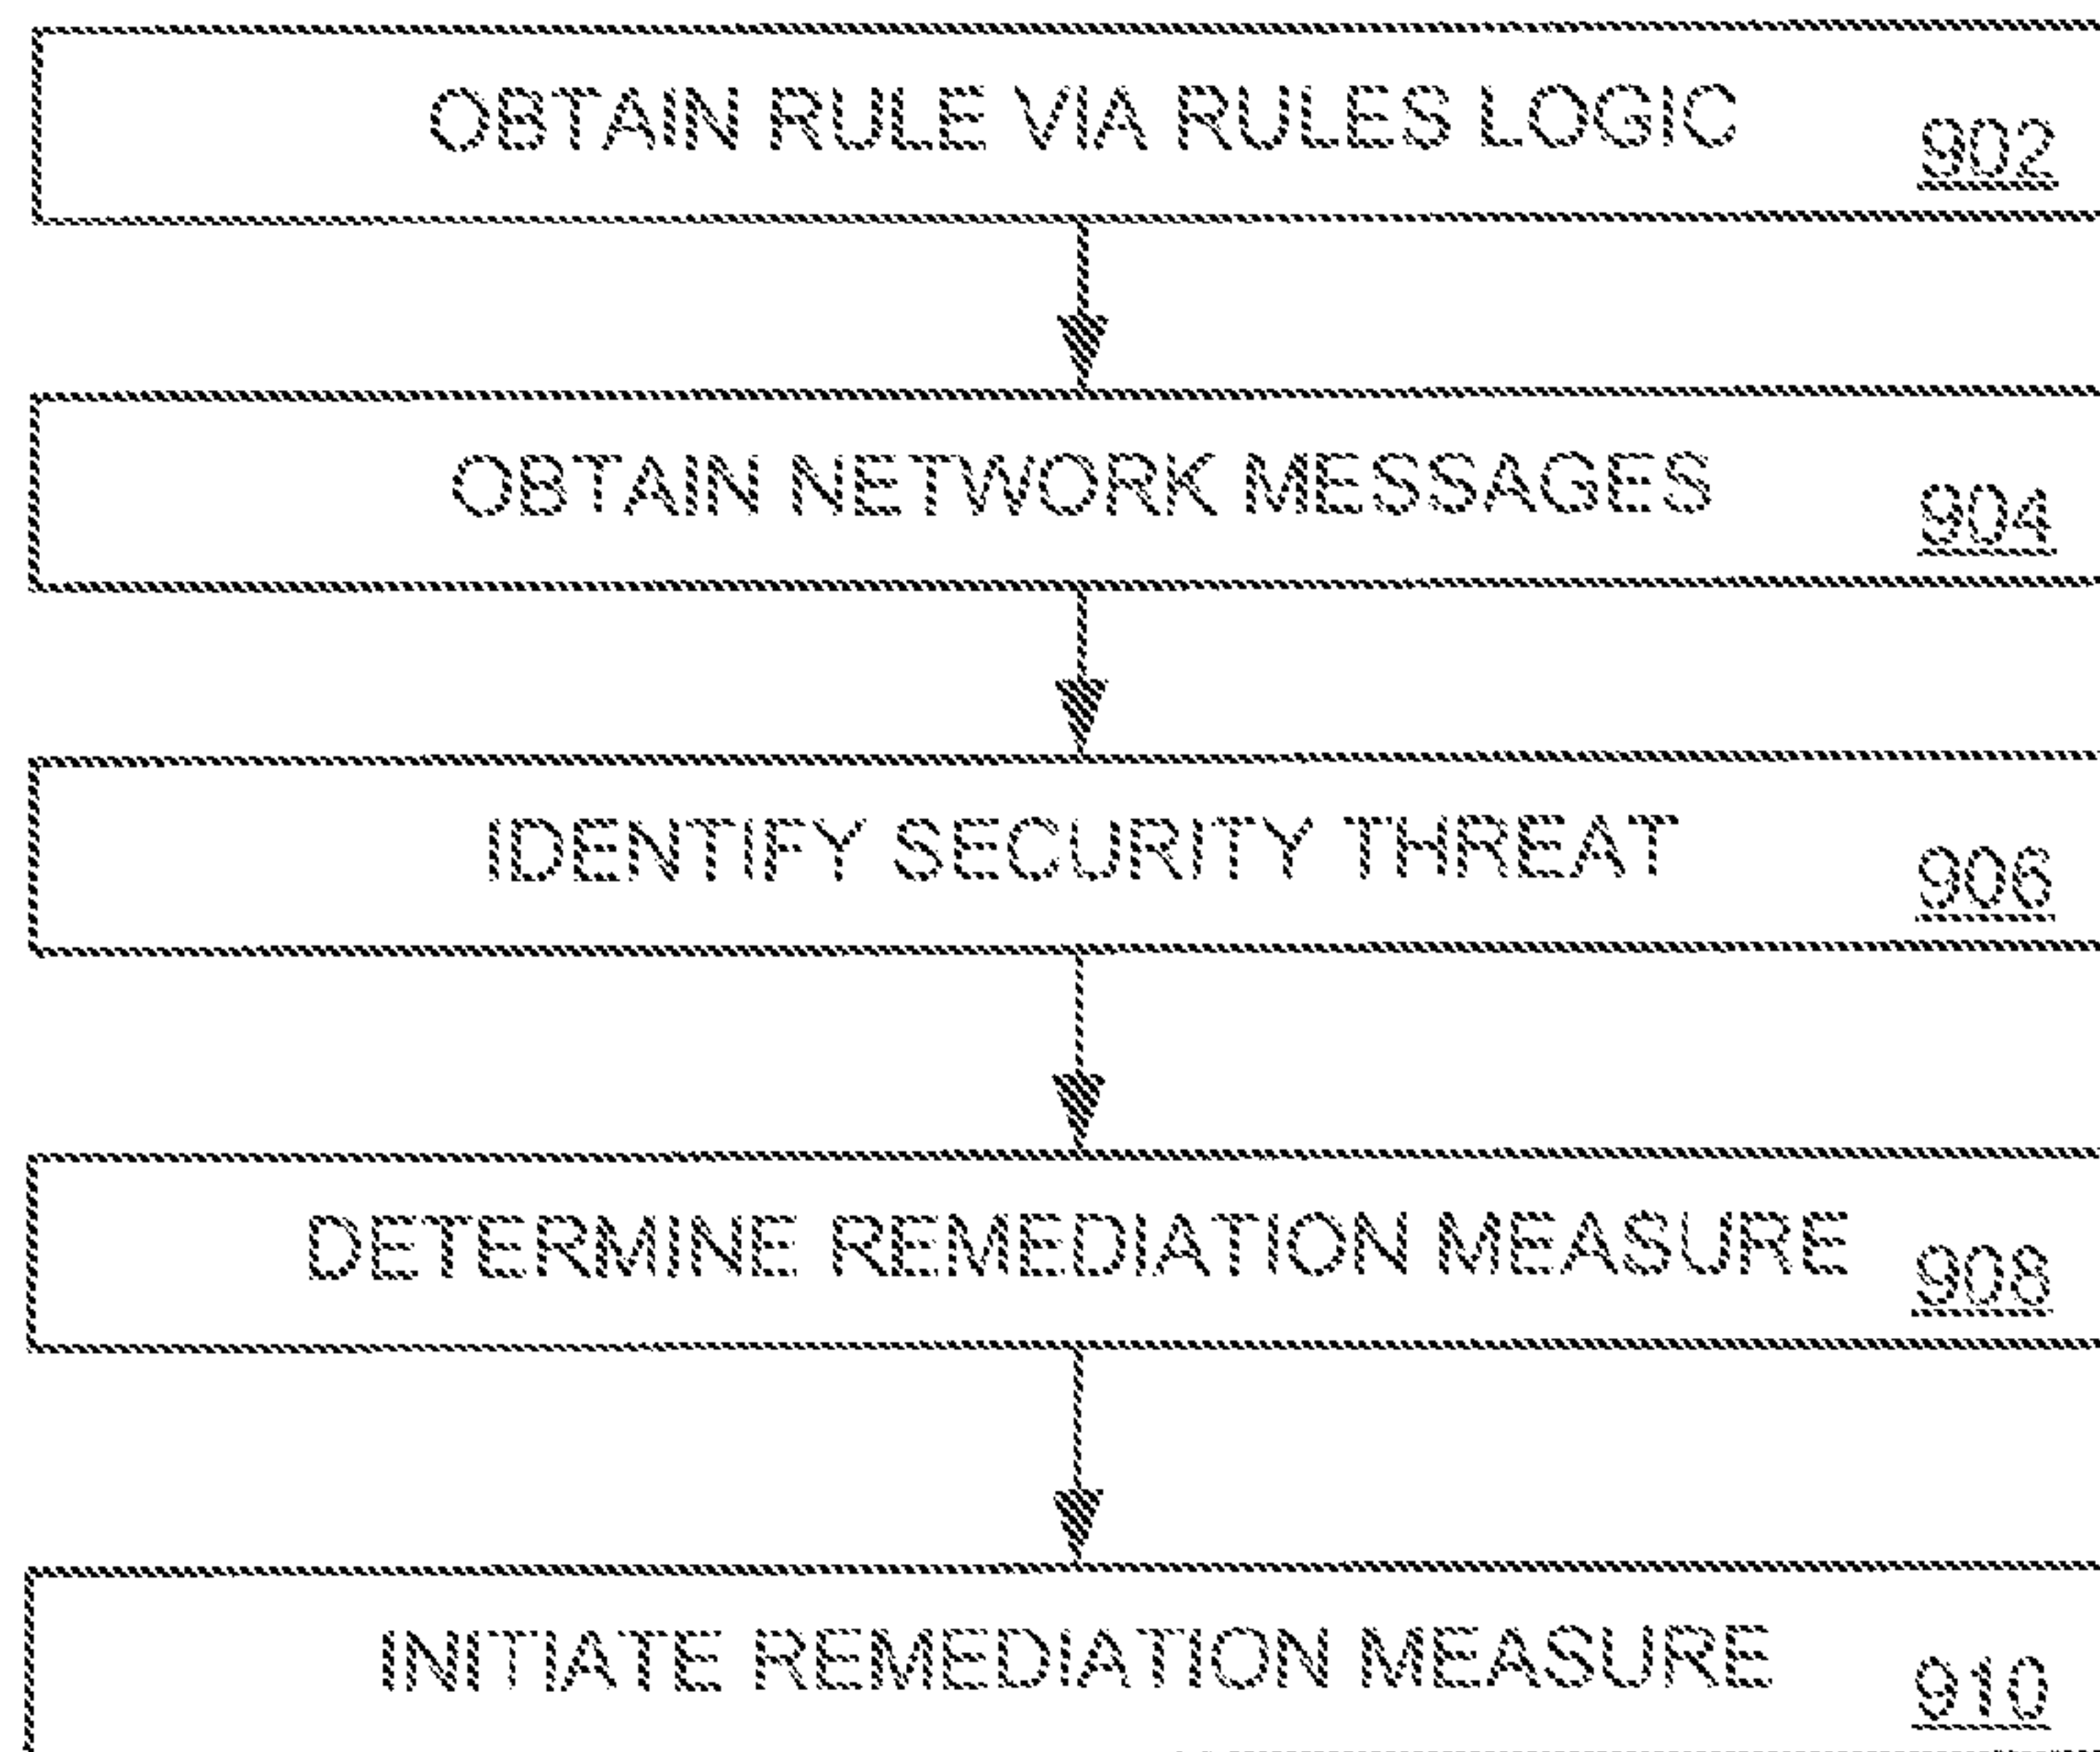 OBTAIN RULE VIA RULES LOGIC 902
OBTAIN NETWORK MESSAGES 904
IDENTIFY SECURITY THREAT 906
DETERMINE REMEDIATION MEASURE 908
INITIATE REMEDIATION MEASURE 910